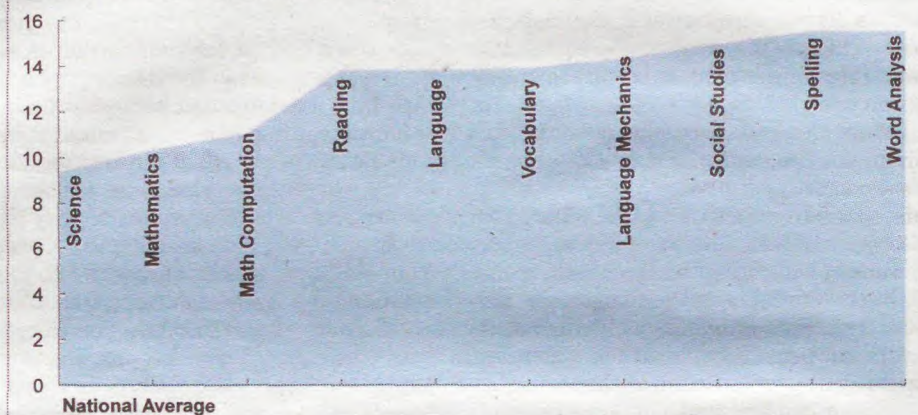 16
14
12
10
8
6
4
2
0
Science
Mathematics
Math Computation
Reading
Language
Vocabulary
Language Mechanics
Social Studies
Spelling
Word Analysis
National Average